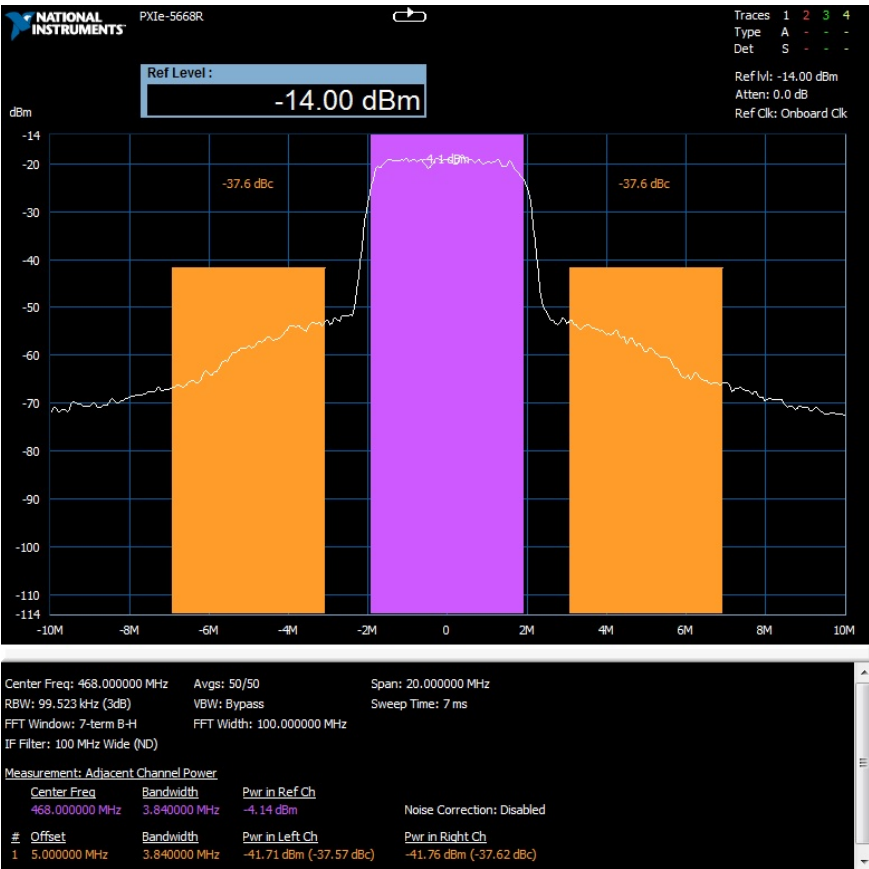 NATIONAL INSTRUMENTS™
PXIe-5668R
Traces 1 2 3 4
Type A - - -
Det S - - -
Ref Level :
-14.00 dBm
Ref lvl: -14.00 dBm
Atten: 0.0 dB
Ref Clk: Onboard Clk
dBm
-14
-20
-30
-40
-50
-60
-70
-80
-90
-100
-110
-114
-37.6 dBc
-4.1 dBm
-37.6 dBc
-10M -8M -6M -4M -2M 0 2M 4M 6M 8M 10M
Center Freq: 468.000000 MHz Avgs: 50/50 Span: 20.000000 MHz
RBW: 99.523 kHz (3dB) VBW: Bypass Sweep Time: 7 ms
FFT Window: 7-term B-H FFT Width: 100.000000 MHz
IF Filter: 100 MHz Wide (ND)
Measurement: Adjacent Channel Power
Center Freq Bandwidth Pwr in Ref Ch
468.000000 MHz 3.840000 MHz -4.14 dBm Noise Correction: Disabled
# Offset Bandwidth Pwr in Left Ch Pwr in Right Ch
1 5.000000 MHz 3.840000 MHz -41.71 dBm (-37.57 dBc) -41.76 dBm (-37.62 dBc)